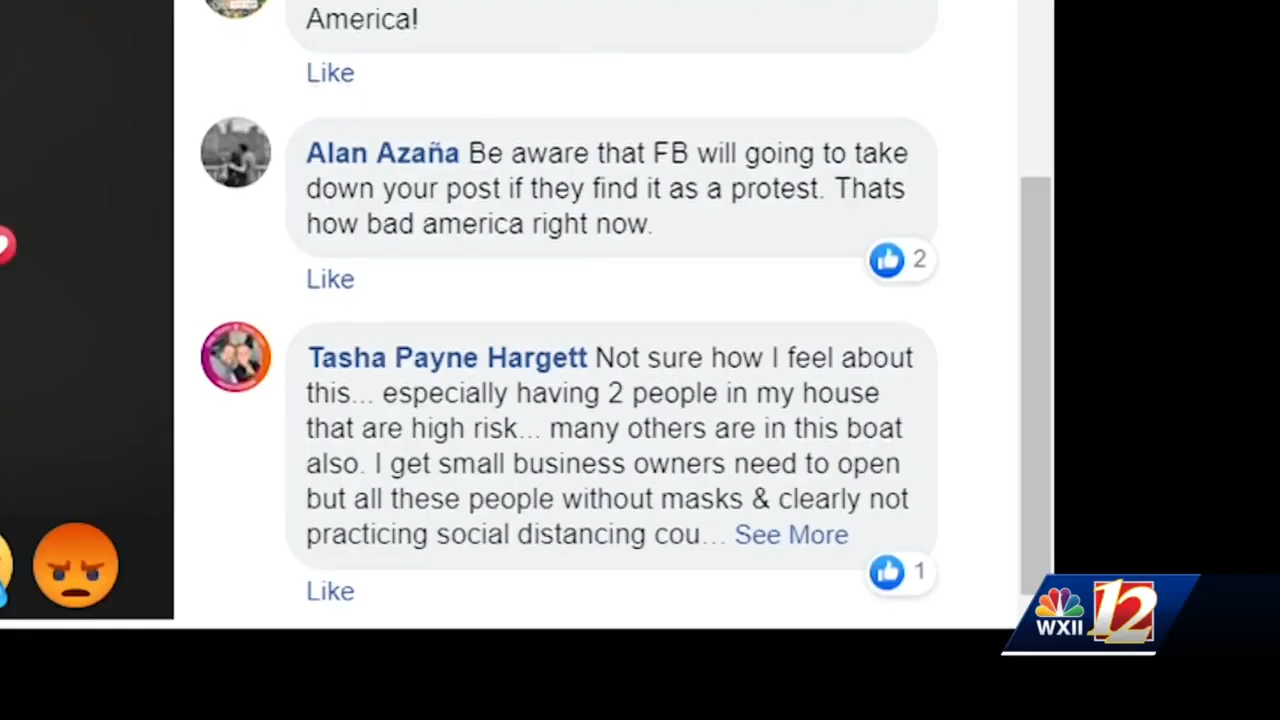 America!
Like
Alan Azaña Be aware that FB will going to take
down your post if they find it as a protest. Thats
how bad america right now.
2
Like
Tasha Payne Hargett Not sure how I feel about
this... especially having 2 people in my house
that are high risk... many others are in this boat
also. I get small business owners need to open
but all these people without masks & clearly not
practicing social distancing cou... See More
1
Like
WXII 12